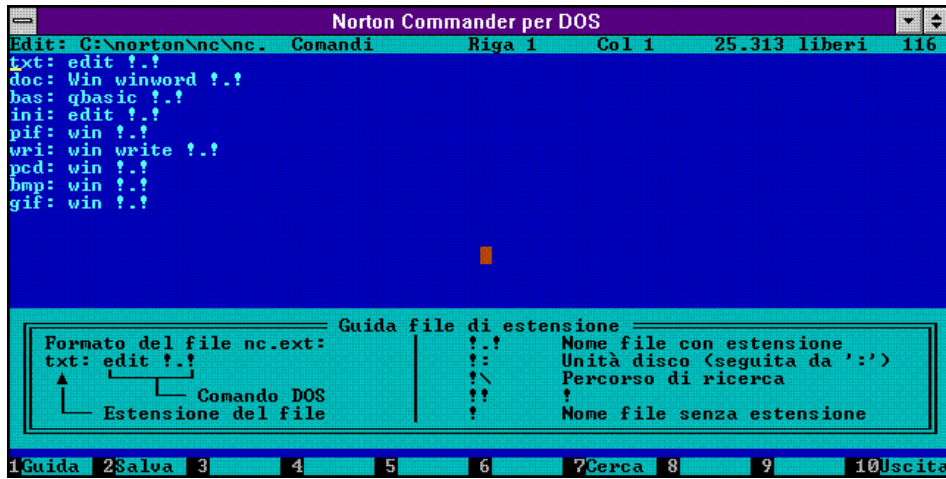 Norton Commander per DOS
Edit: C:\norton\nc\nc. Comandi Riga 1 Col 1 25.313 liberi 116
txt: edit !.!
doc: Win winword !.!
bas: qbasic !.!
ini: edit !.!
pif: win !.!
wri: win write !.!
pcd: win !.!
bmp: win !.!
gif: win !.!
Guida file di estensione
Formato del file nc.ext: !.! Nome file con estensione
txt: edit !.! !: Unità disco (seguita da ':')
!\ Percorso di ricerca
Comando DOS !! !
Estensione del file ! Nome file senza estensione
1Guida 2Salva 3 4 5 6 7Cerca 8 9 10Uscita